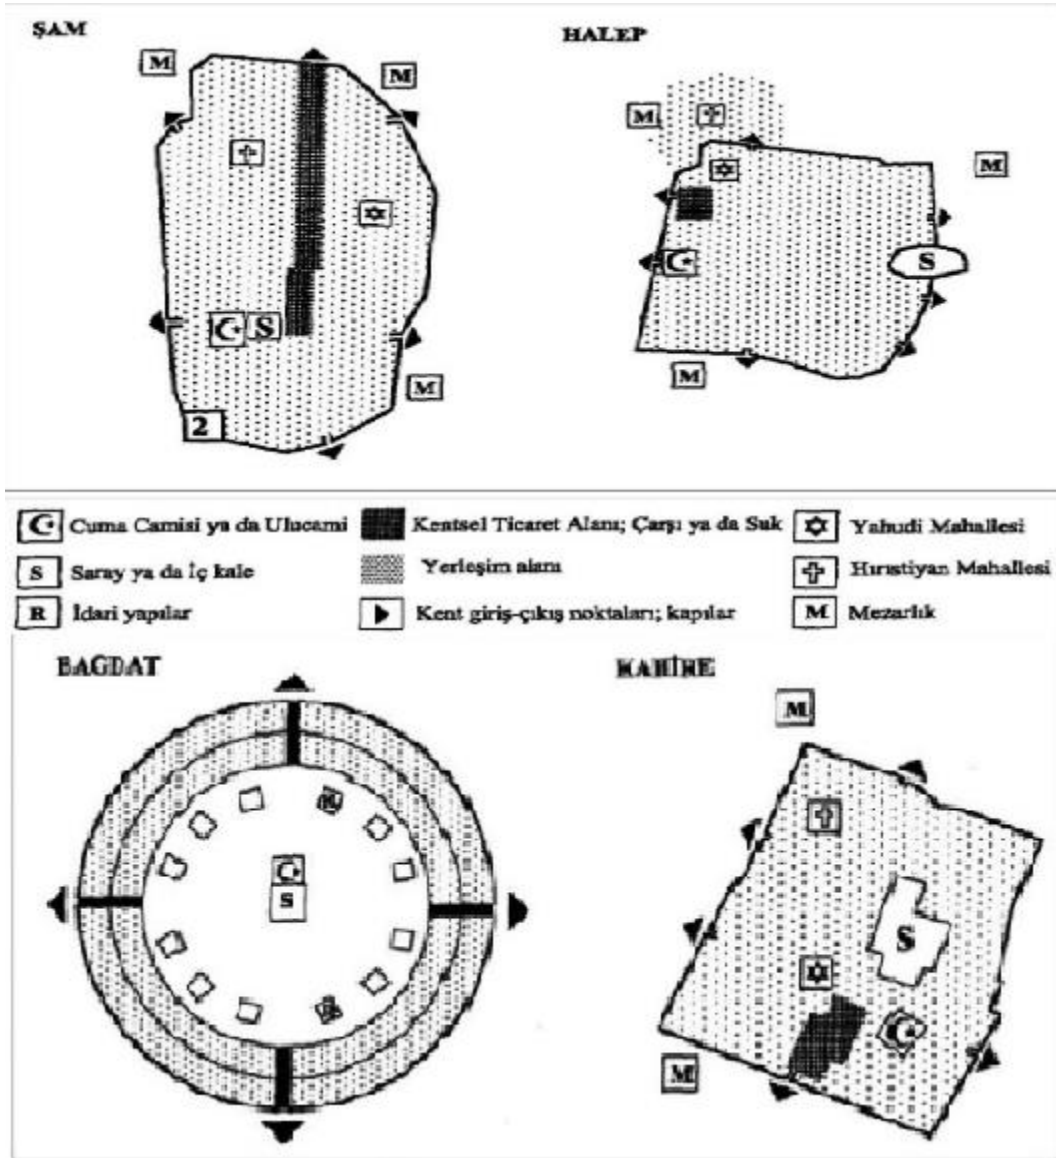 ŞAM
HALEP
M
M
M
M
S
S
M
M
2
Cuma Camisi ya da Ulucami
Kentsel Ticaret Alanı; Çarşı ya da Suk
Yahudi Mahallesi
S Saray ya da İç kale
Yerleşim alanı
Hıristiyan Mahallesi
R İdari yapılar
Kent giriş-çıkış noktaları; kapılar
M Mezarlık
BAGDAT
KAHİRE
M
S
S
M